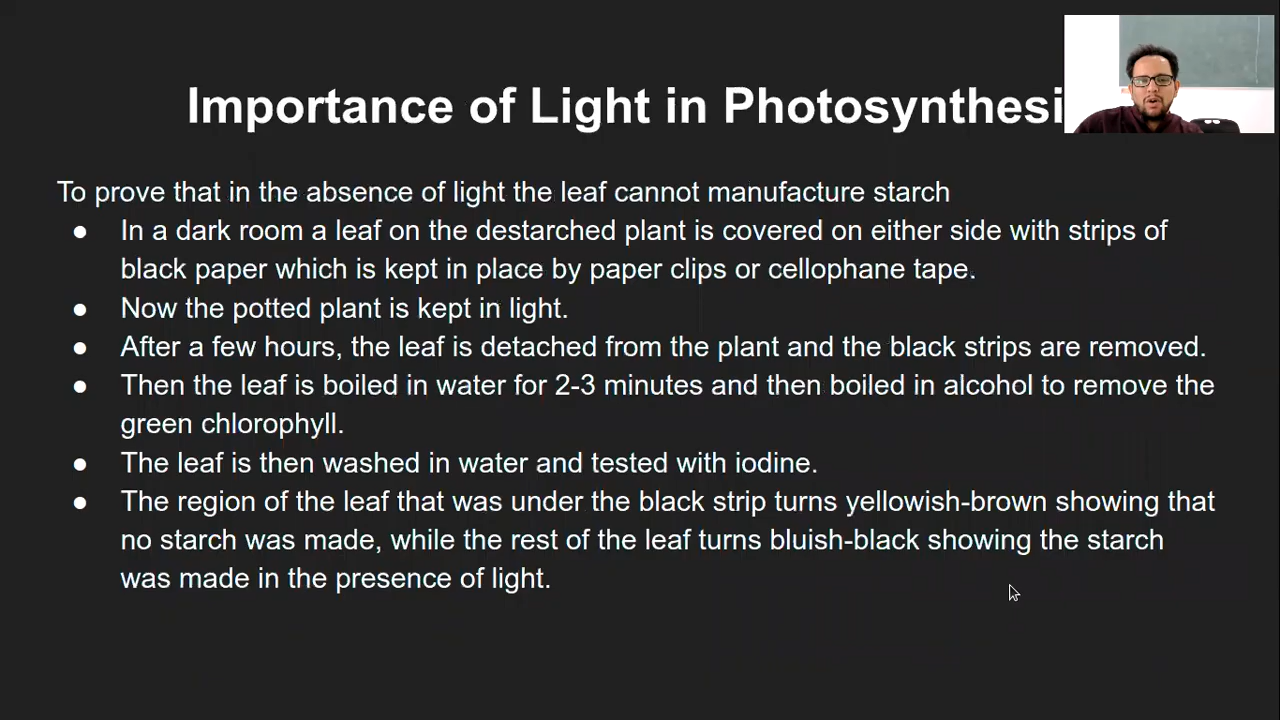 Importance of Light in Photosynthesi
To prove that in the absence of light the leaf cannot manufacture starch
● In a dark room a leaf on the destarched plant is covered on either side with strips of
black paper which is kept in place by paper clips or cellophane tape.
● Now the potted plant is kept in light.
● After a few hours, the leaf is detached from the plant and the black strips are removed.
● Then the leaf is boiled in water for 2-3 minutes and then boiled in alcohol to remove the
green chlorophyll.
● The leaf is then washed in water and tested with iodine.
● The region of the leaf that was under the black strip turns yellowish-brown showing that
no starch was made, while the rest of the leaf turns bluish-black showing the starch
was made in the presence of light.